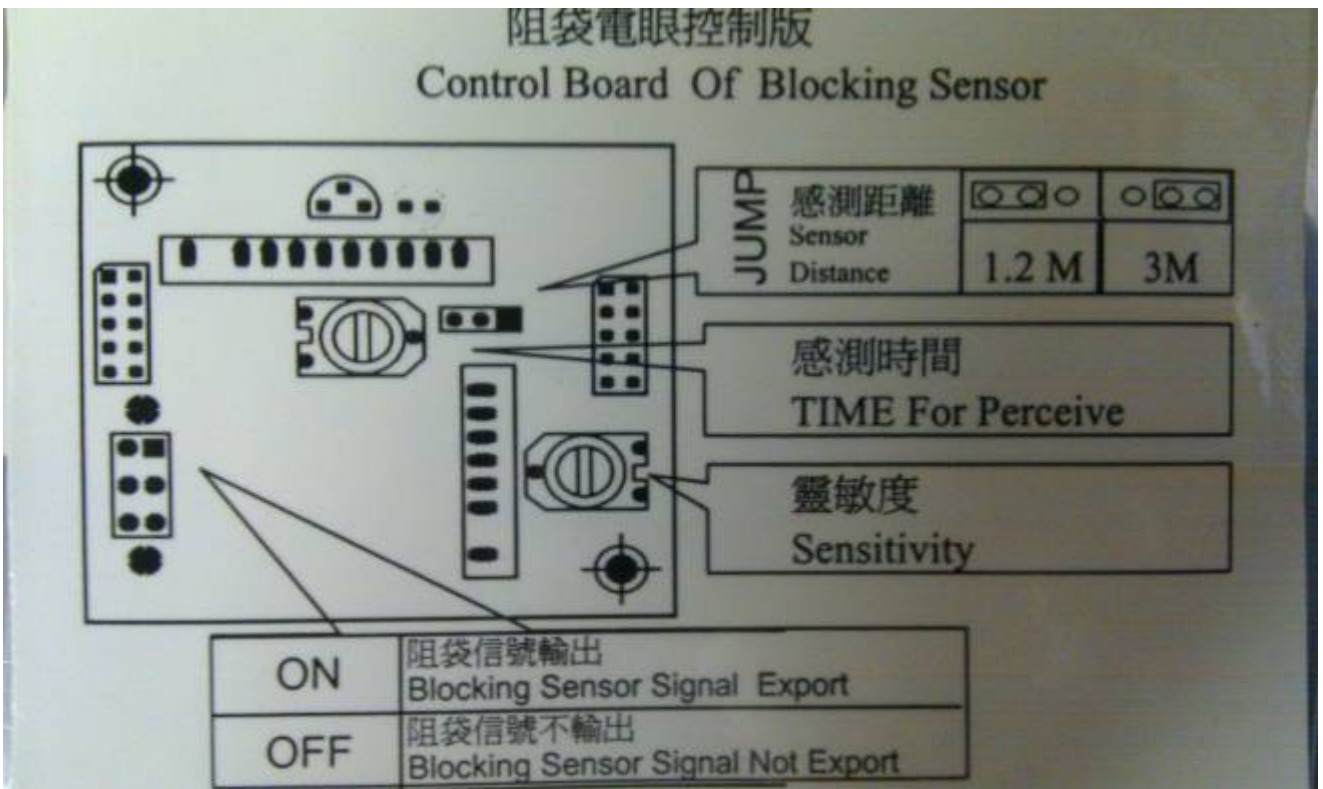 阻袋電眼控制版
Control Board Of Blocking Sensor
JUMP
感測距離
Sensor
Distance
1.2 M
3M
感測時間
TIME For Perceive
靈敏度
Sensitivity
ON
阻袋信號輸出
Blocking Sensor Signal Export
OFF
阻袋信號不輸出
Blocking Sensor Signal Not Export